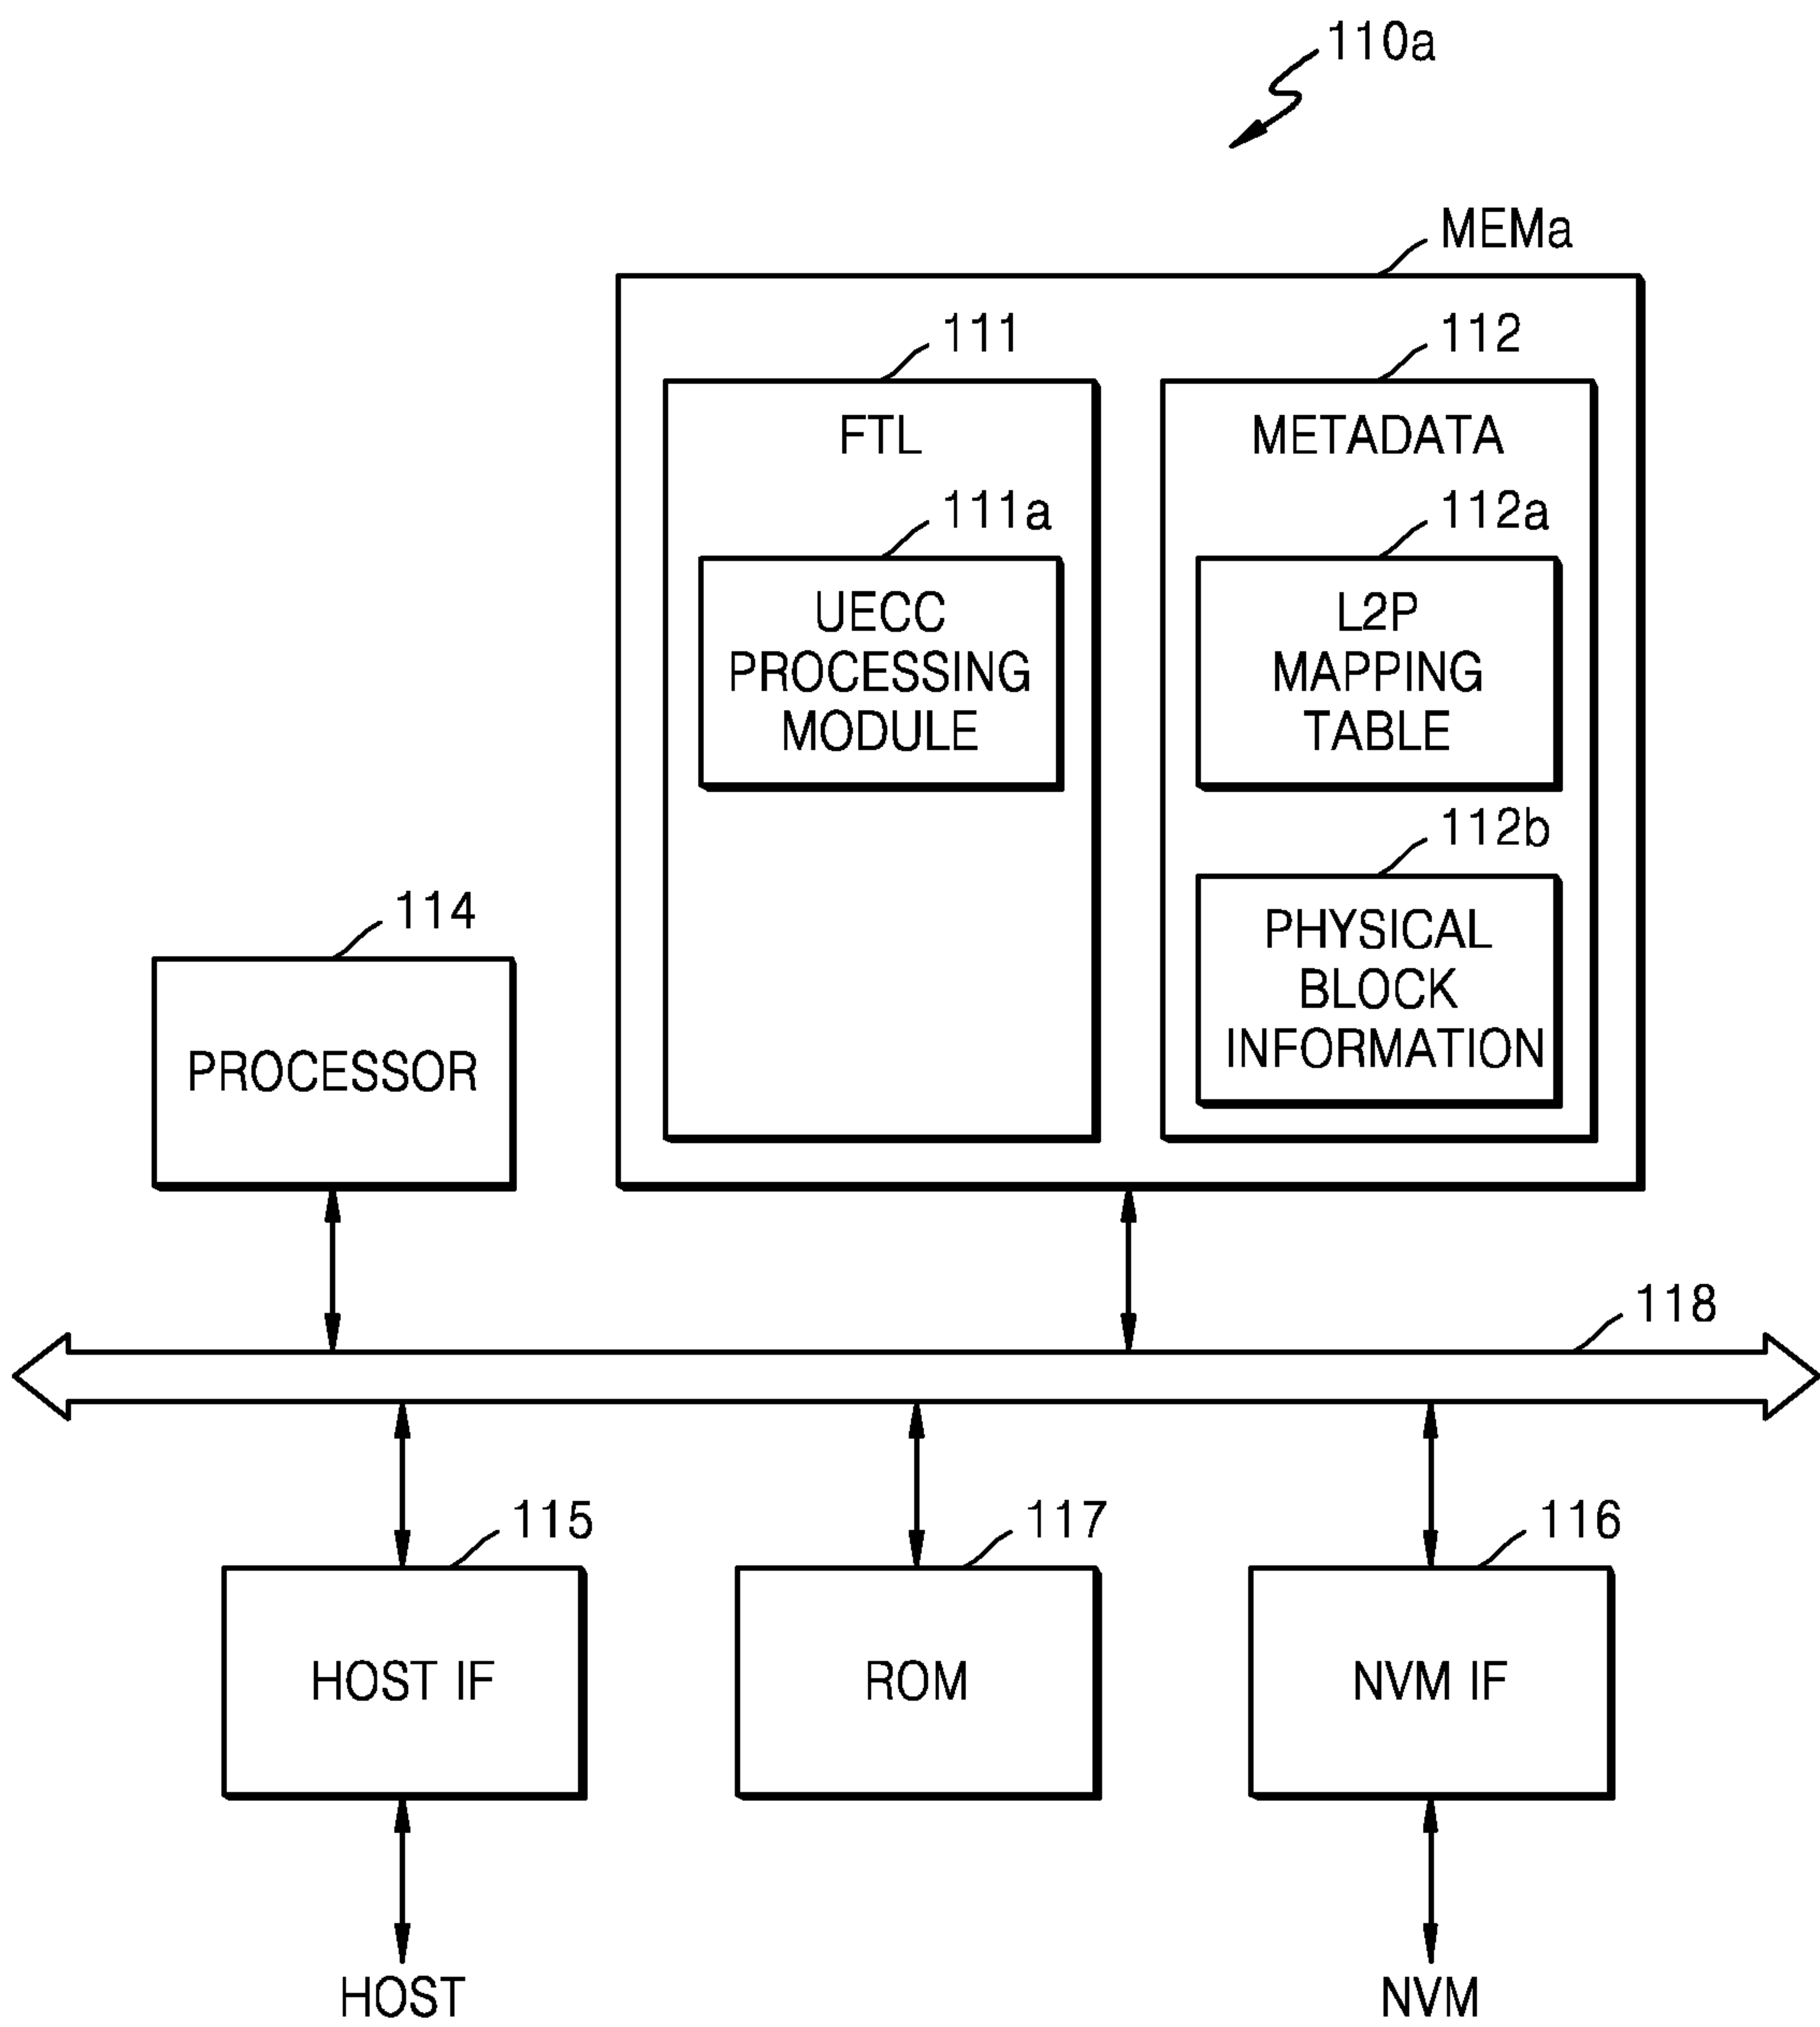 110a
MEMa
111
112
FTL
METADATA
111a
112a
UECC
PROCESSING
MODULE
L2P
MAPPING
TABLE
112b
PHYSICAL
BLOCK
INFORMATION
114
PROCESSOR
118
115
117
116
HOST IF
ROM
NVM IF
HOST
NVM